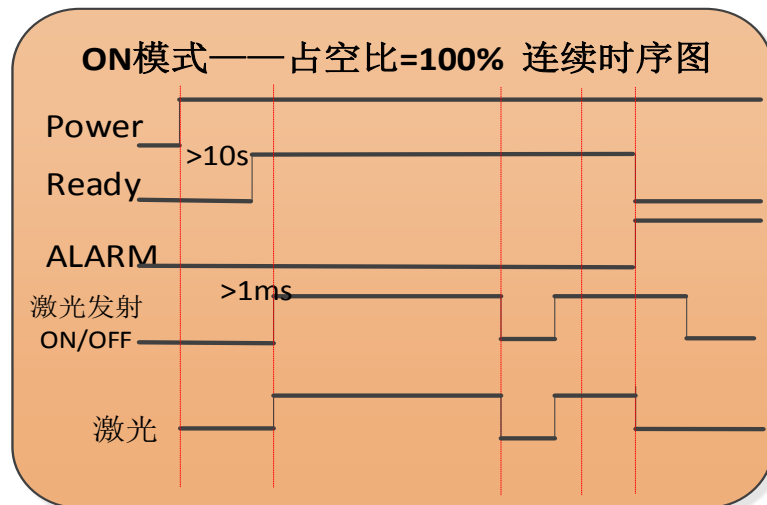 ON模式——占空比=100% 连续时序图
Power
>10s
Ready
ALARM
>1ms
激光发射
ON/OFF
激光